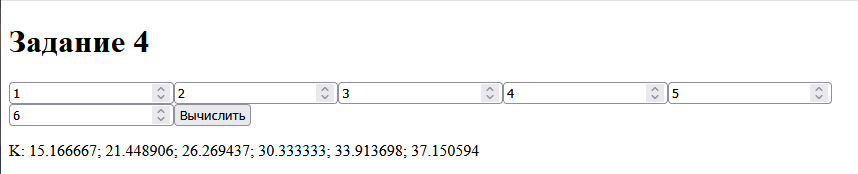 Задание 4
1 2 3 4 5
6 Вычислить
K: 15.166667; 21.448906; 26.269437; 30.333333; 33.913698; 37.150594